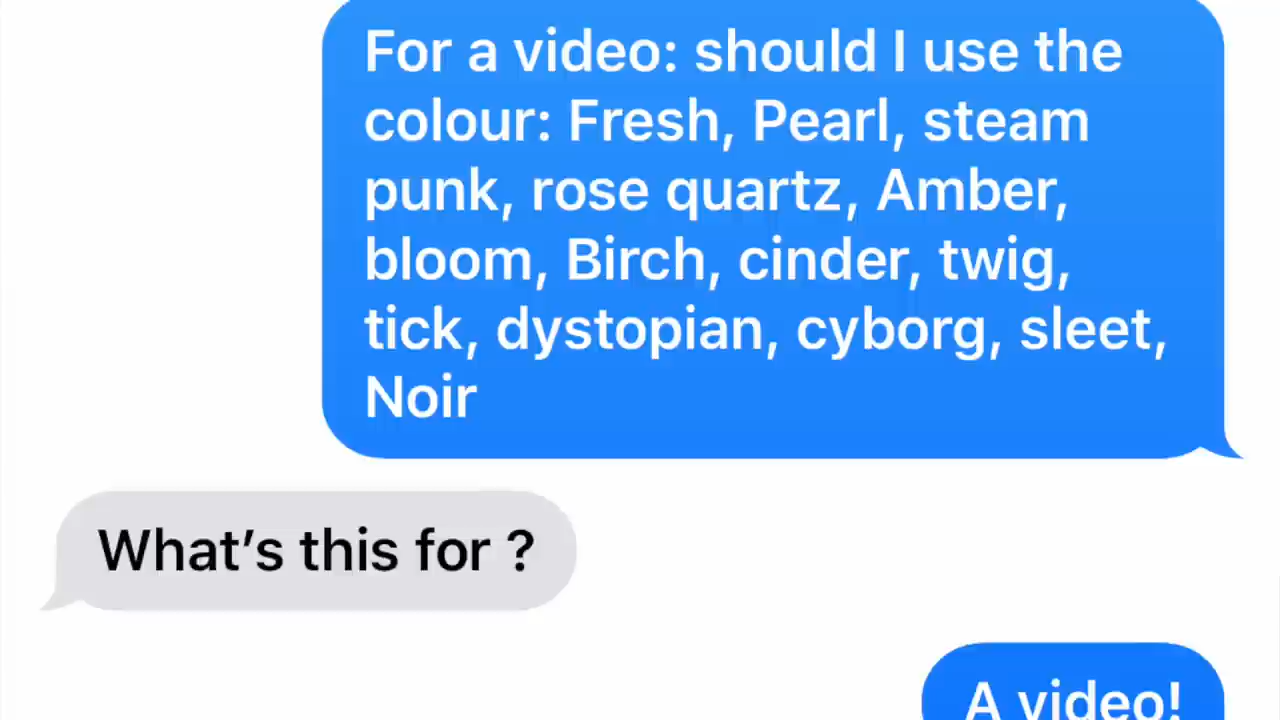 For a video: should I use the
colour: Fresh, Pearl, steam
punk, rose quartz, Amber,
bloom, Birch, cinder, twig,
tick, dystopian, cyborg, sleet,
Noir
What’s this for ?
A video!